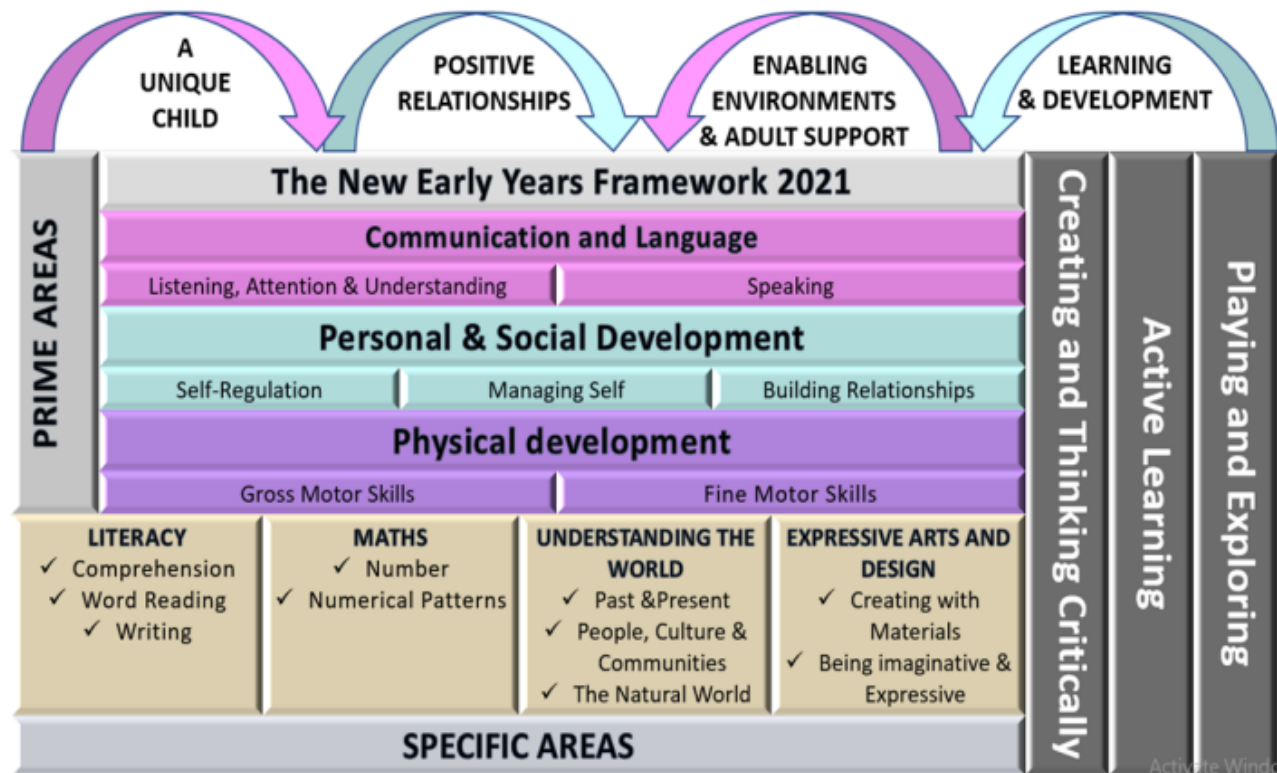 A
UNIQUE
CHILD
POSITIVE
RELATIONSHIPS
ENABLING
ENVIRONMENTS
& ADULT SUPPORT
LEARNING
& DEVELOPMENT
PRIME AREAS
The New Early Years Framework 2021
Communication and Language
Listening, Attention & Understanding
Speaking
Personal & Social Development
Self-Regulation
Managing Self
Building Relationships
Physical development
Gross Motor Skills
Fine Motor Skills
LITERACY
✓ Comprehension
✓ Word Reading
✓ Writing
MATHS
✓ Number
✓ Numerical Patterns
UNDERSTANDING THE
WORLD
✓ Past &Present
✓ People, Culture &
Communities
✓ The Natural World
EXPRESSIVE ARTS AND
DESIGN
✓ Creating with
Materials
✓ Being imaginative &
Expressive
SPECIFIC AREAS
Creating and Thinking Critically
Active Learning
Playing and Exploring
Activate